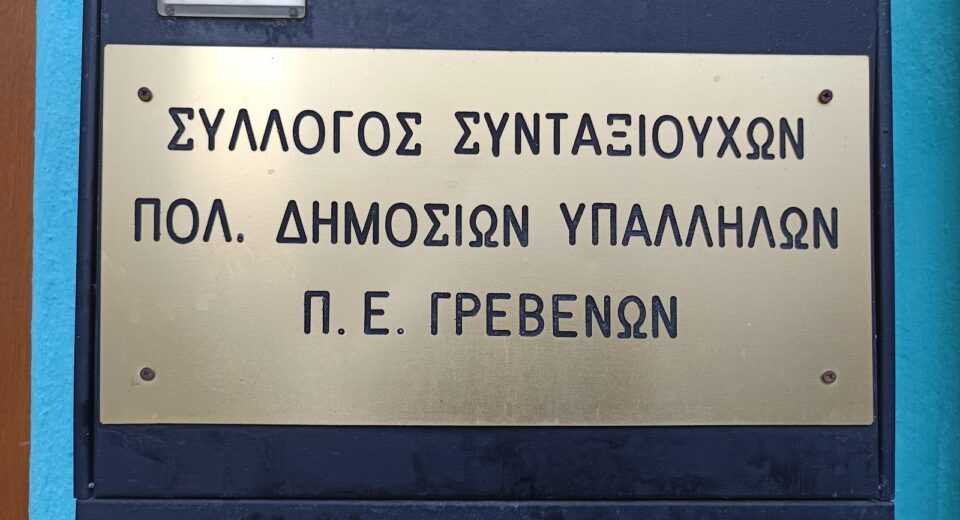 ΣΥΛΛΟΓΟΣ ΣΥΝΤΑΞΙΟΥΧΩΝ
ΠΟΛ. ΔΗΜΟΣΙΩΝ ΥΠΑΛΛΗΛΩΝ
Π. Ε. ΓΡΕΒΕΝΩΝ